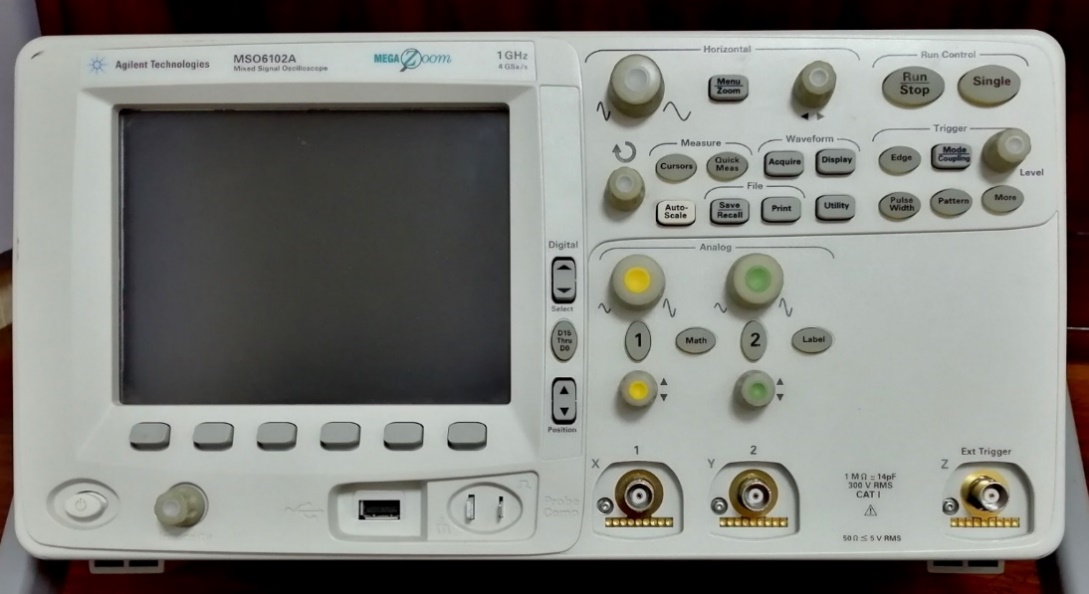 Agilent Technologies
MSO6102A
Mixed Signal Oscilloscope
MEGA Zoom
1 GHz
4 GSa/s
Horizontal
Menu
Zoom
Run Control
Run
Stop
Single
Measure
Cursors
Quick
Meas
Waveform
Acquire
Display
Trigger
Edge
Mode
Coupling
Level
Auto-
Scale
File
Save
Recall
Print
Utility
Pulse
Width
Pattern
More
Digital
Select
D15
Thru
D0
Position
Analog
1
Math
2
Label
Probe
Comp
X
1
Y
2
1 MΩ = 14pF
300 V RMS
CAT I
50 Ω ≤ 5 V RMS
Z
Ext Trigger